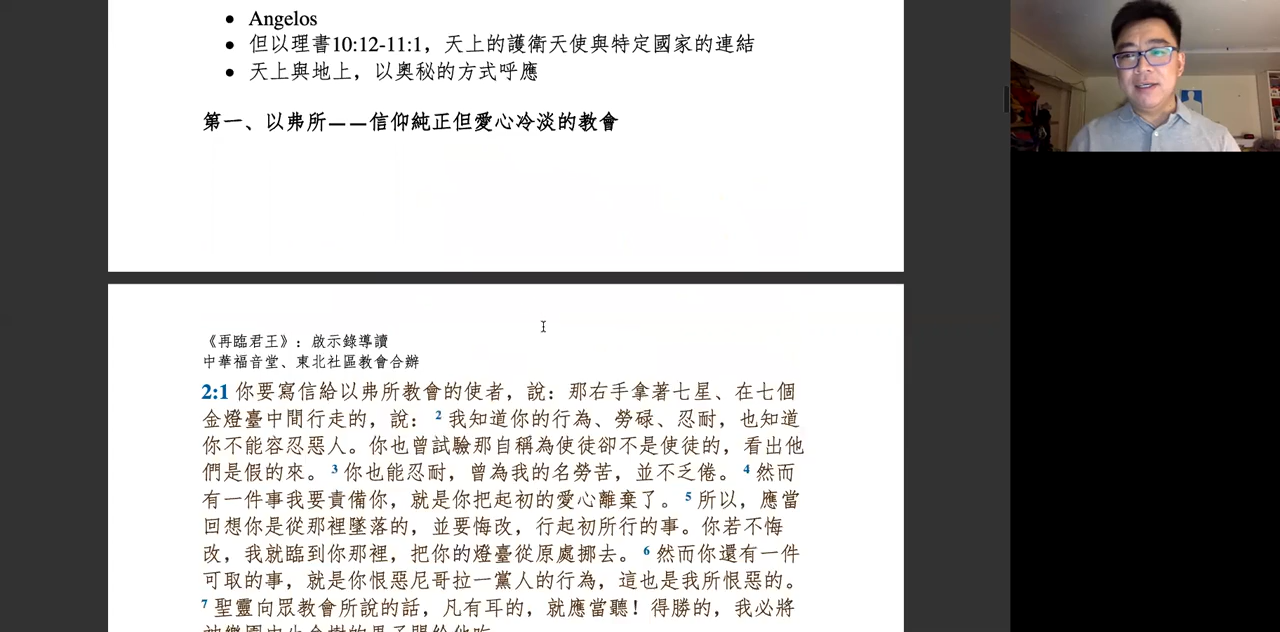 Angelos
但以理書10:12-11:1，天上的護衛天使與特定國家的連結
天上與地上，以奧秘的方式呼應
第一、以弗所——信仰純正但愛心冷淡的教會
《再臨君王》：啟示錄導讀
中華福音堂、東北社區教會合辦
2:1 你要寫信給以弗所教會的使者，說：那右手拿著七星、在七個
金燈臺中間行走的，說： 2 我知道你的行為、勞碌、忍耐，也知道
你不能容忍惡人。你也曾試驗那自稱為使徒卻不是使徒的，看出他
們是假的來。 3 你也能忍耐，曾為我的名勞苦，並不乏倦。 4 然而
有一件事我要責備你，就是你把起初的愛心離棄了。 5 所以，應當
回想你是從那裡墜落的，並要悔改，行起初所行的事。你若不悔
改，我就臨到你那裡，把你的燈臺從原處挪去。 6 然而你還有一件
可取的事，就是你恨惡尼哥拉一黨人的行為，這也是我所恨惡的。
7 聖靈向眾教會所說的話，凡有耳的，就應當聽！得勝的，我必將